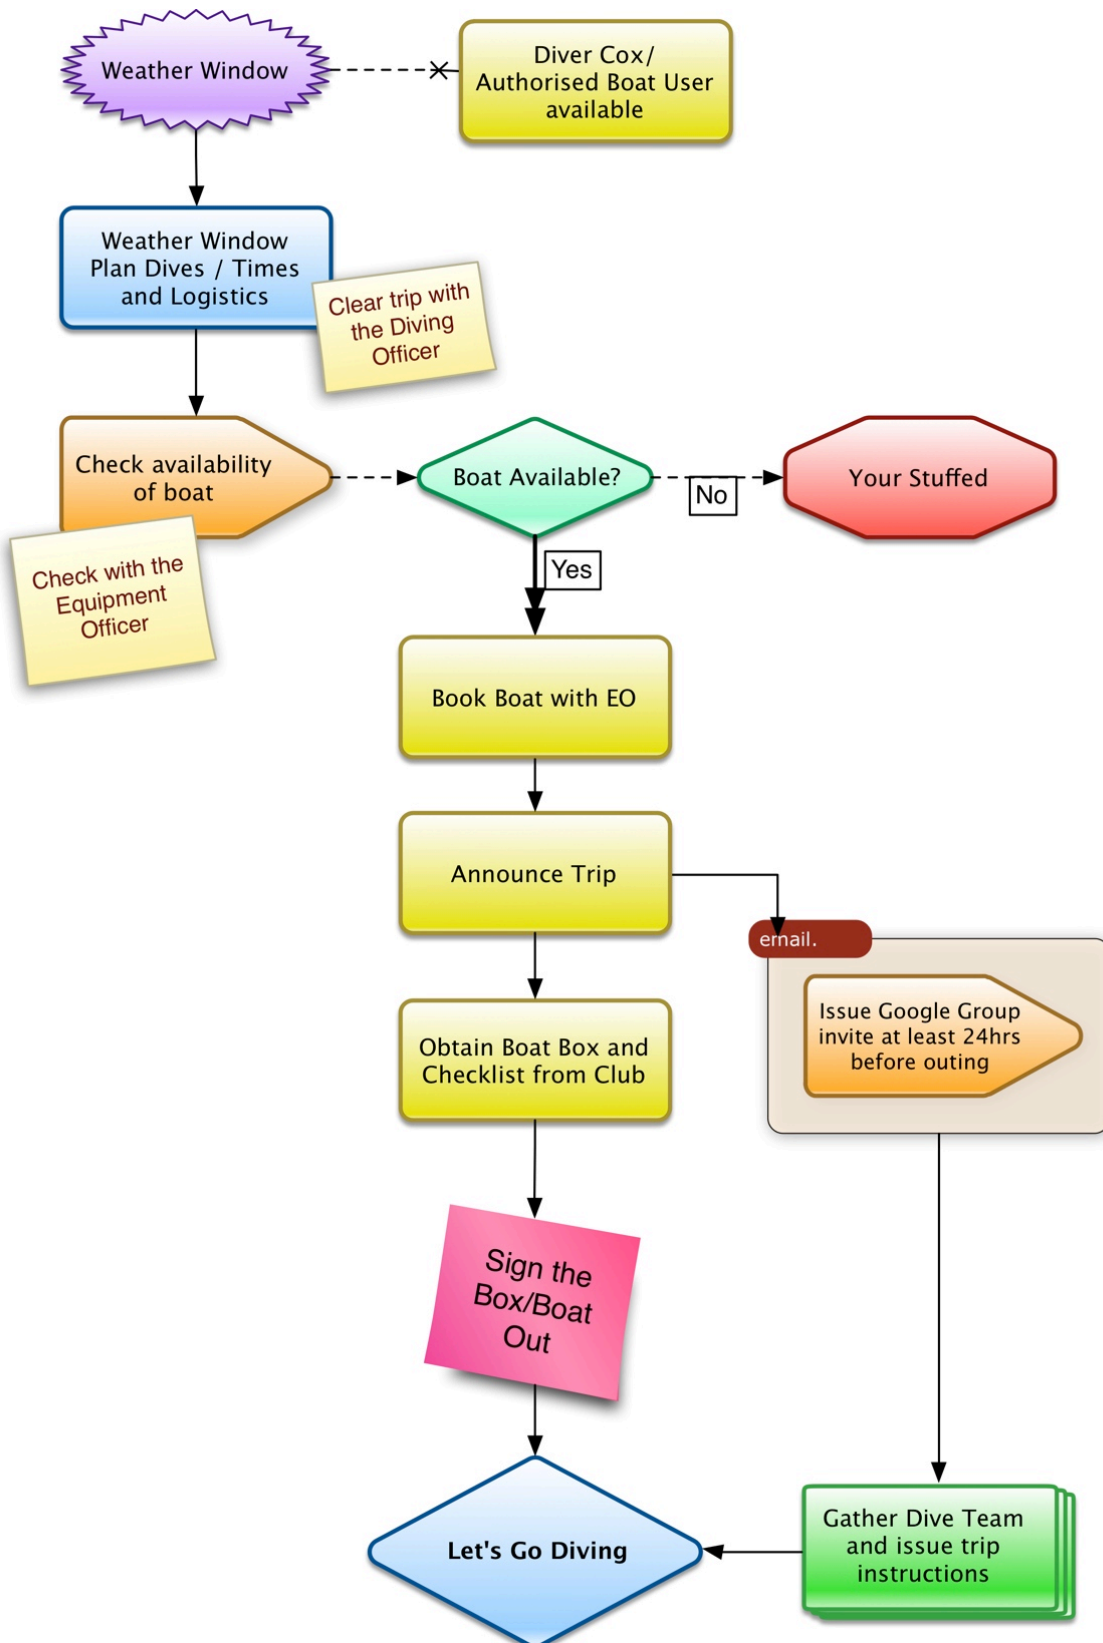 Weather Window
Diver Cox/
Authorised Boat User
available
Weather Window
Plan Dives / Times
and Logistics
Clear trip with
the Diving
Officer
Check availability
of boat
Boat Available?
No
Your Stuffed
Check with the
Equipment
Officer
Yes
Book Boat with EO
Announce Trip
email.
Issue Google Group
invite at least 24hrs
before outing
Obtain Boat Box and
Checklist from Club
Sign the
Box/Boat
Out
Let's Go Diving
Gather Dive Team
and issue trip
instructions